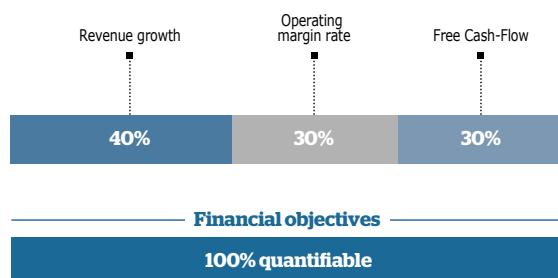 Revenue growth
Operating
margin rate
Free Cash-Flow
40%
30%
30%
Financial objectives
100% quantifiable